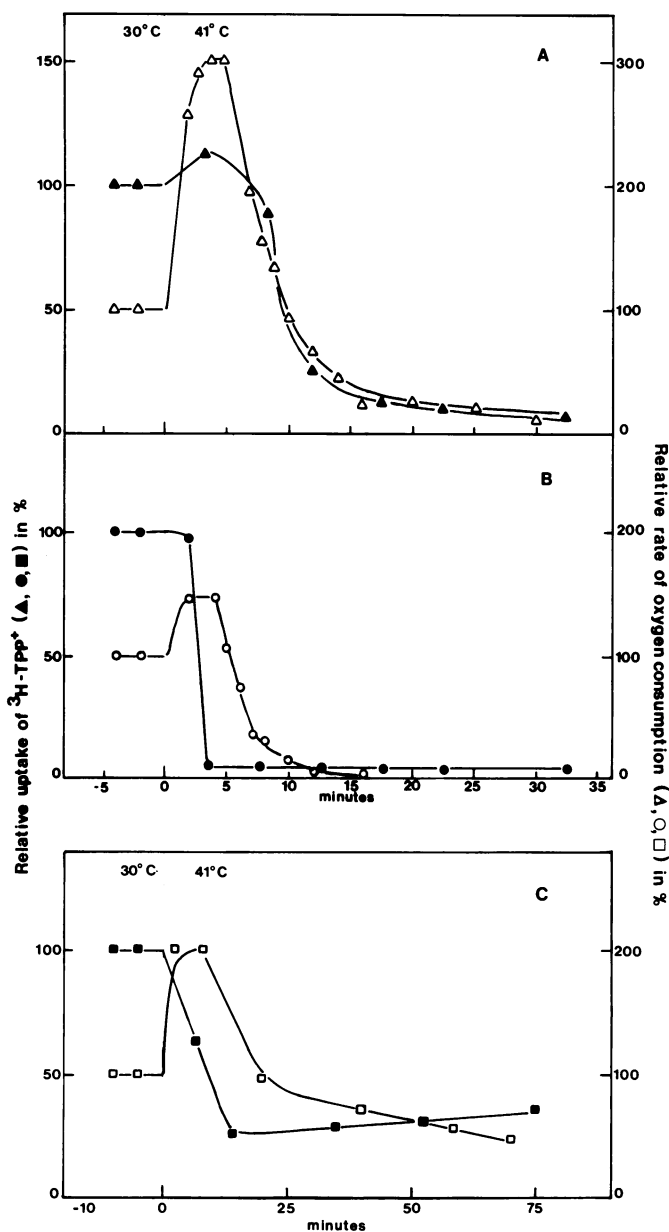 30°C 41°C
A
150
100
50
0
300
200
100
0
B
100
50
0
200
100
0
-5 0 5 10 15 20 25 30 35
minutes
30°C. 41°C
C
100
50
0
200
100
0
-10 0 25 50 75
minutes
Relative uptake of ³H-TPP⁺ (▲,●,■) in %
Relative rate of oxygen consumption (△,○,□) in %